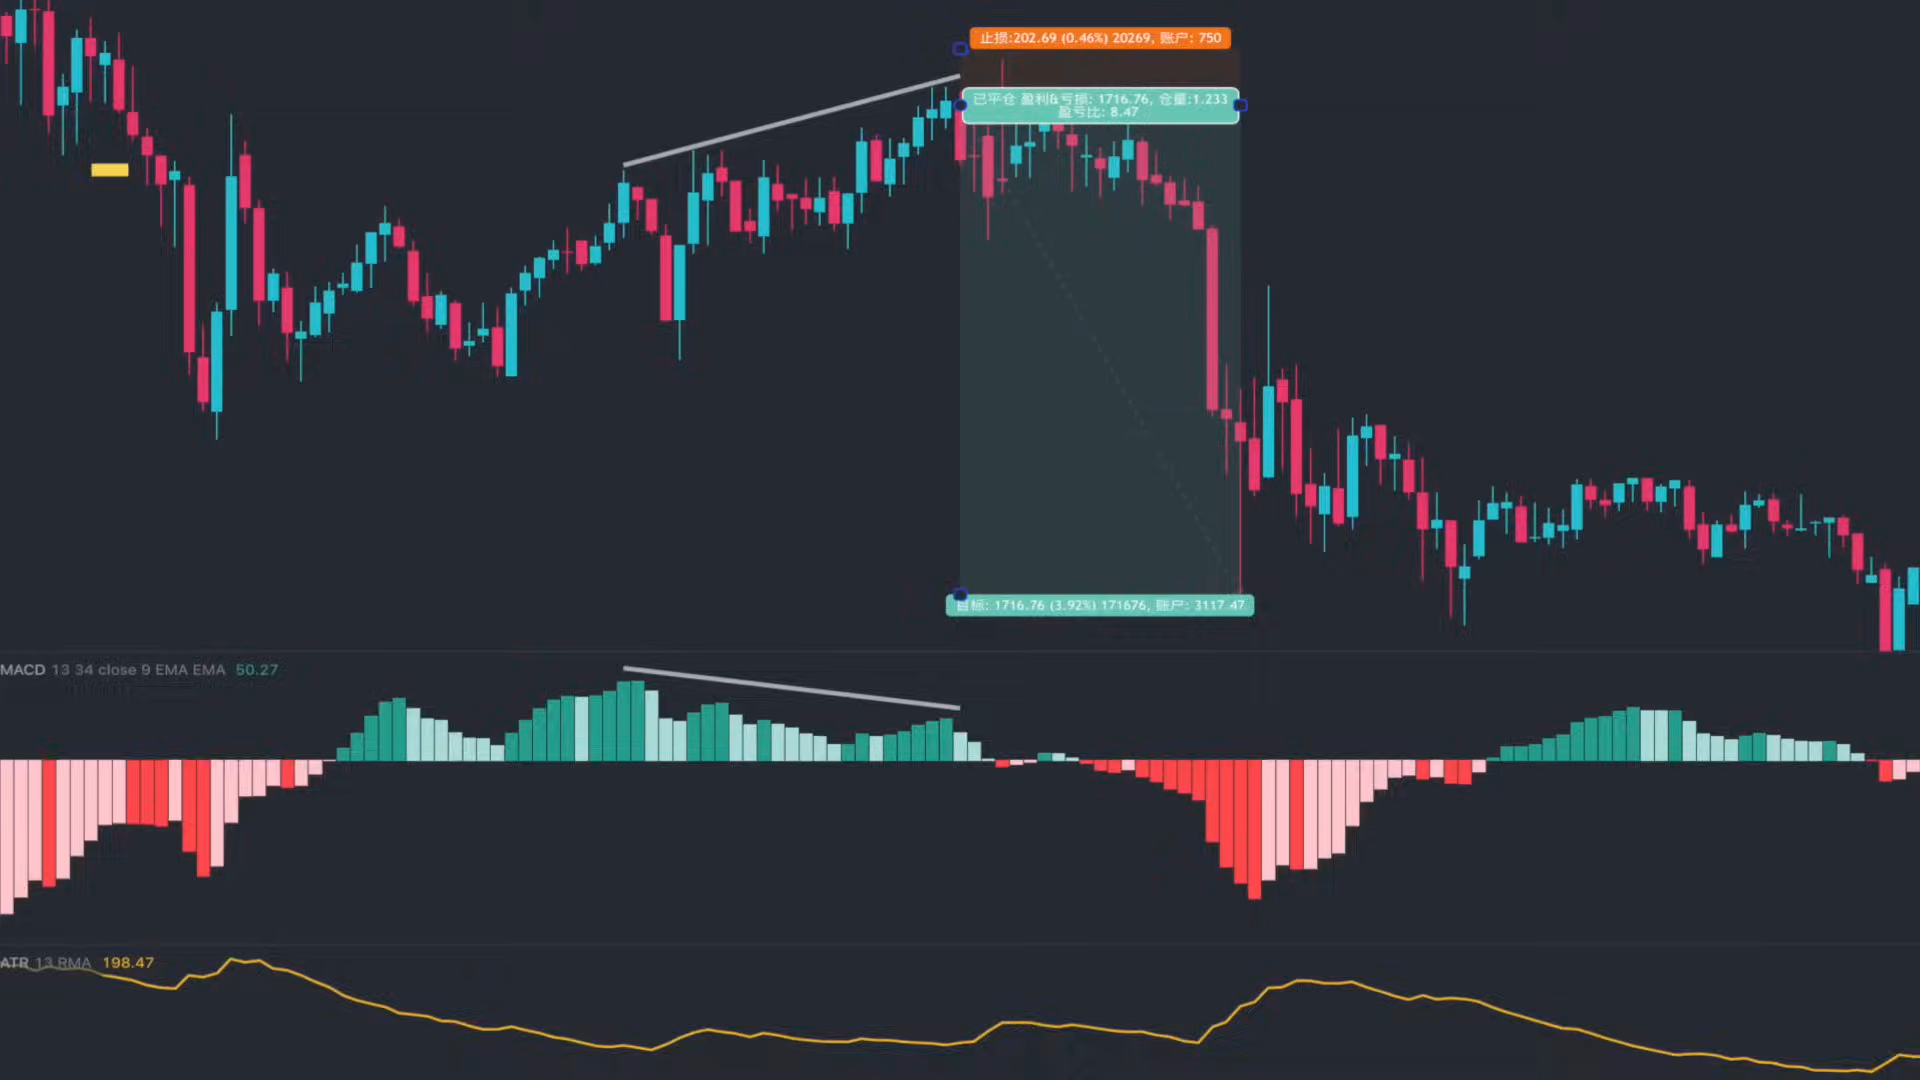 止损:202.69 (0.46%) 20269, 账户: 750
已平仓 盈利&亏损: 1716.76, 仓量:1.233
盈亏比: 8.47
目标: 1716.76 (3.92%) 171676, 账户: 3117.47
MACD 13 34 close 9 EMA EMA 50.27
ATR 13 RMA 198.47